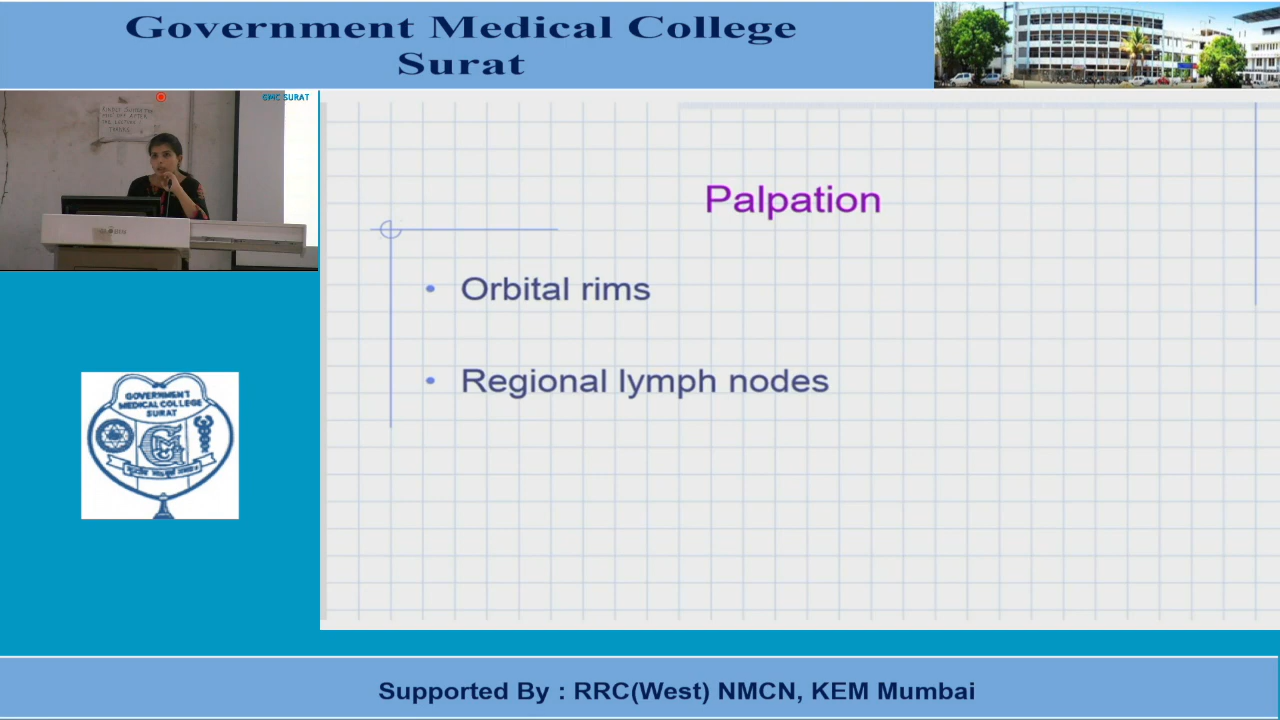 Government Medical College
Surat
GMC SURAT
THANKS
Palpation
• Orbital rims
• Regional lymph nodes
GOVERNMENT
MEDICAL COLLEGE
SURAT
Supported By : RRC(West) NMCN, KEM Mumbai